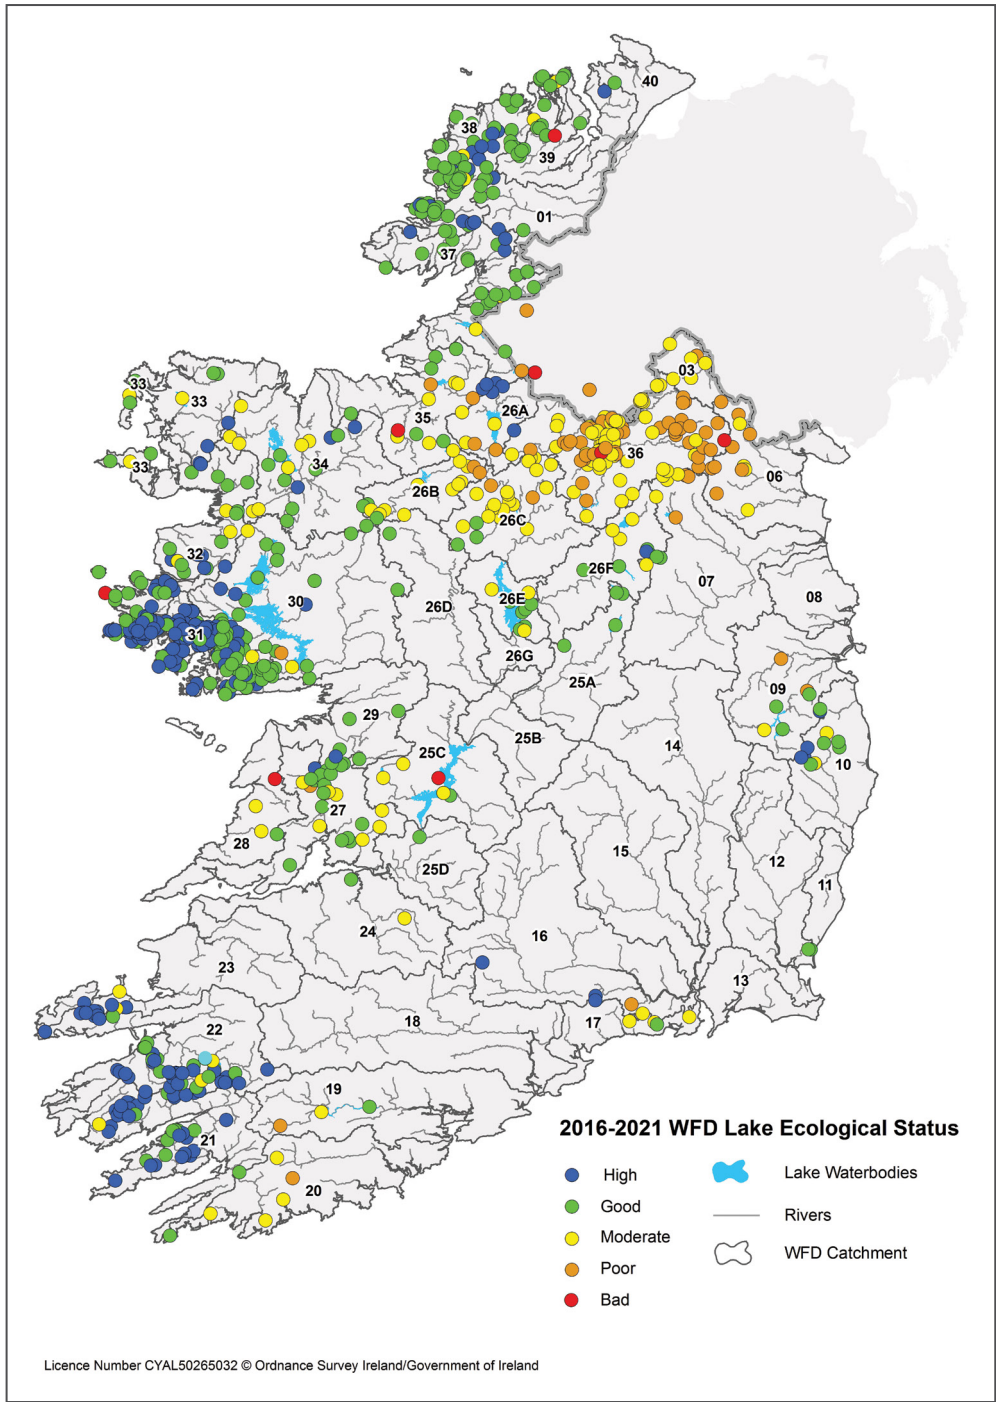 40
38
39
01
37
03
33
33
26A
35
36
34
33
06
26B
26C
32
26F
07
30
26E
08
26D
31
26G
25A
09
29
14
25B
25C
10
27
28
15
12
25D
11
24
16
23
13
18
17
22
19
21
20
2016-2021 WFD Lake Ecological Status
High
Lake Waterbodies
Good
Rivers
Moderate
WFD Catchment
Poor
Bad
Licence Number CYAL50265032 © Ordnance Survey Ireland/Government of Ireland